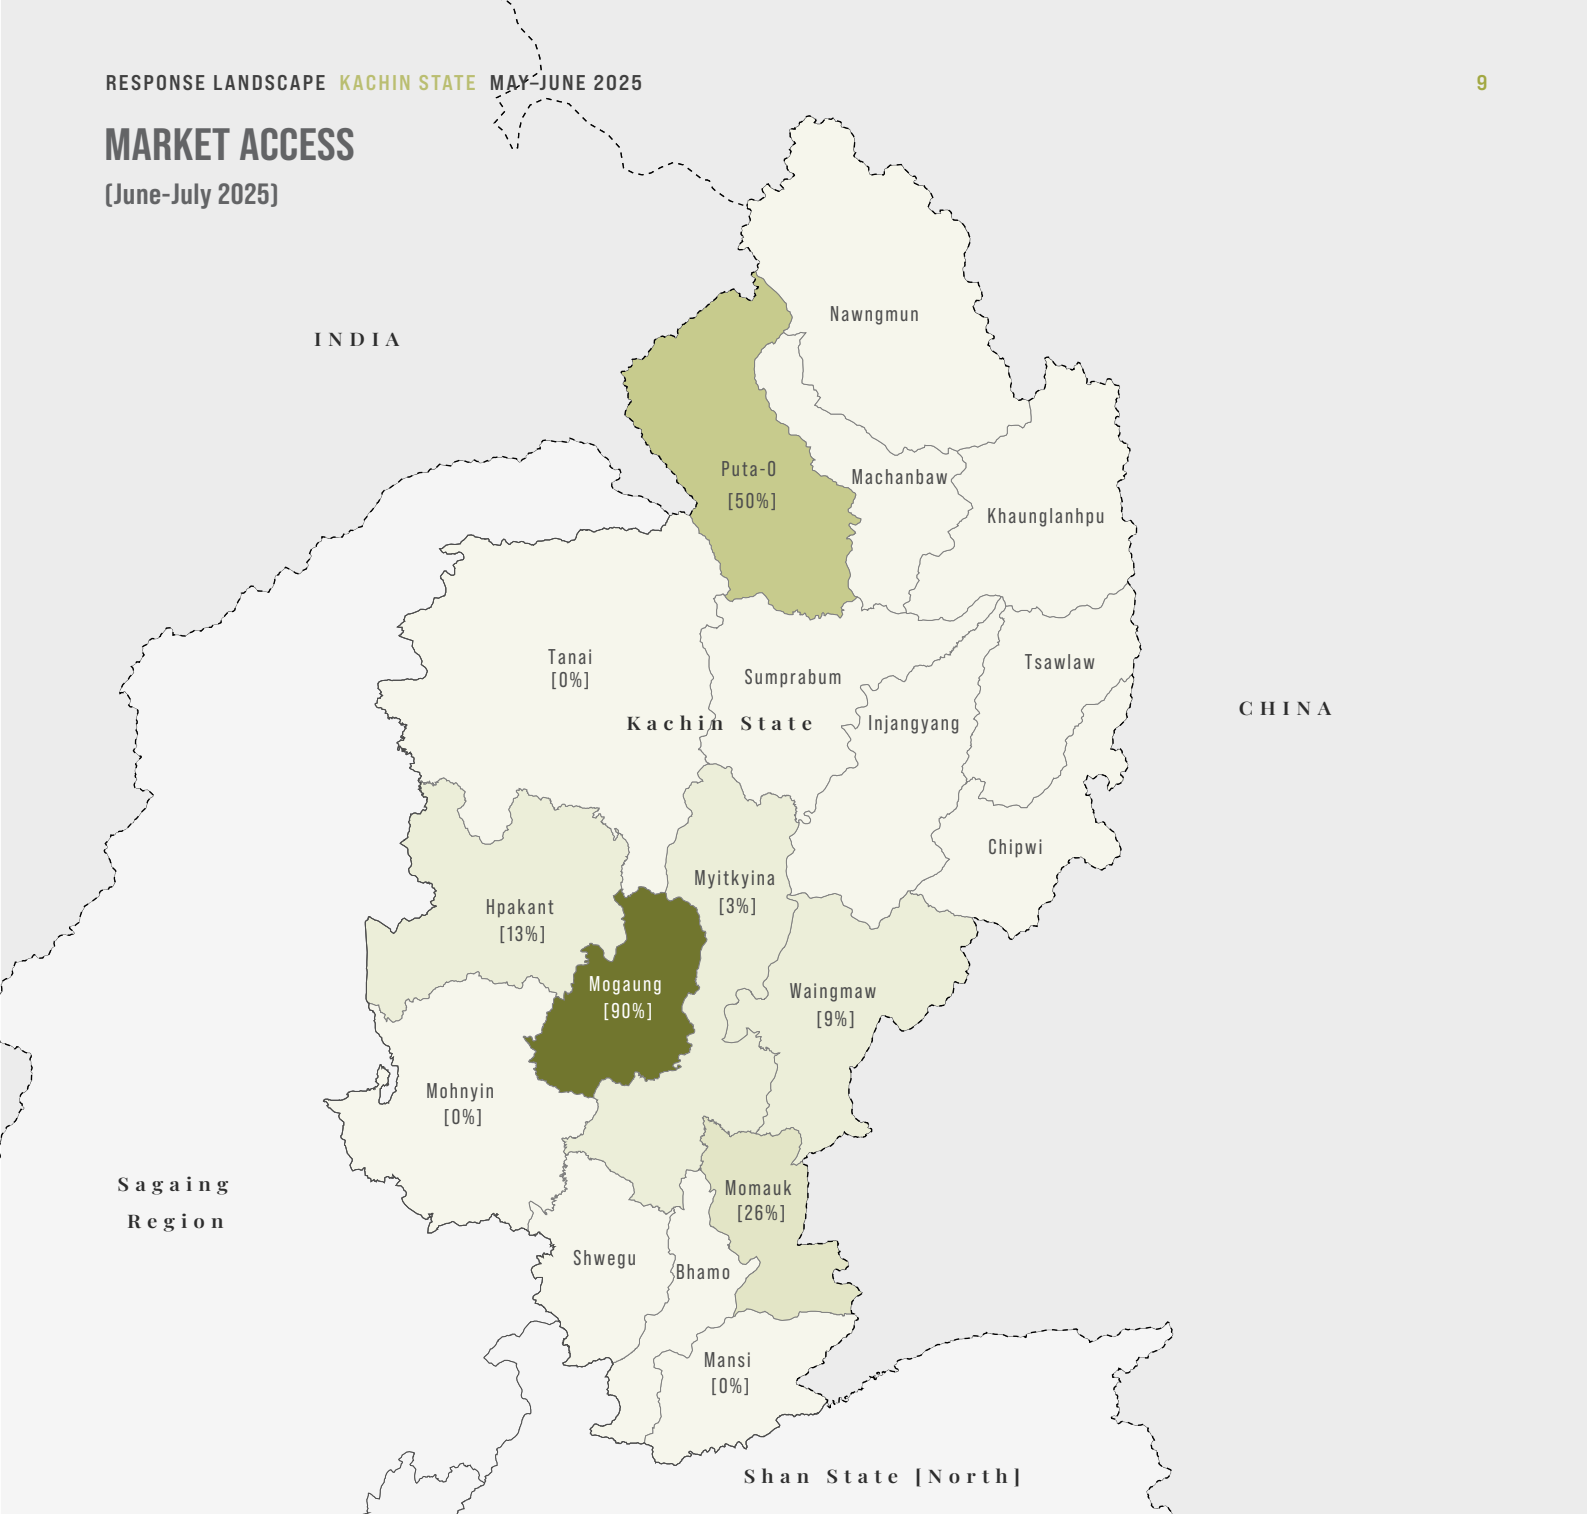 RESPONSE LANDSCAPE KACHIN STATE MAY–JUNE 2025
9
MARKET ACCESS
(June-July 2025)
Nawngmun
INDIA
Puta-O
[50%]
Machanbaw
Khaunglanhpu
Tanai
[0%]
Sumprabum
Tsawlaw
Kachin State
Injangyang
CHINA
Chipwi
Myitkyina
[3%]
Hpakant
[13%]
Mogaung
[90%]
Waingmaw
[9%]
Mohnyin
[0%]
Sagaing
Region
Momauk
[26%]
Shwegu
Bhamo
Mansi
[0%]
Shan State [North]